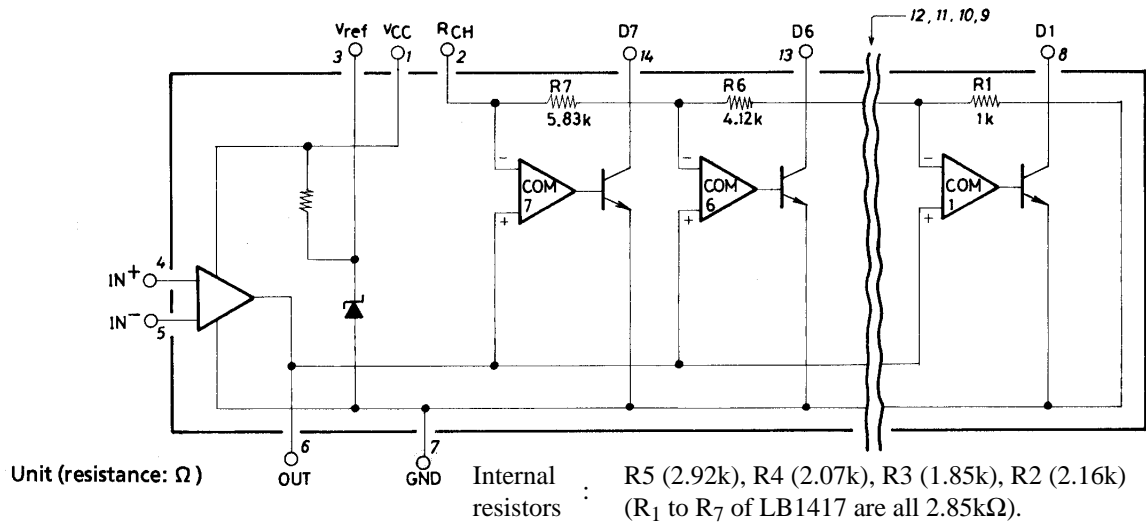 12, 11, 10, 9
Vref
VCC
RCH
D7
D6
D1
3
1
2
14
13
8
R7
5.83k
R6
4.12k
R1
1k
−
COM
7
+
−
COM
6
+
−
COM
1
+
IN+
4
IN−
5
6
OUT
7
GND
Unit (resistance: Ω)
Internal resistors : R5 (2.92k), R4 (2.07k), R3 (1.85k), R2 (2.16k)
(R1 to R7 of LB1417 are all 2.85kΩ).